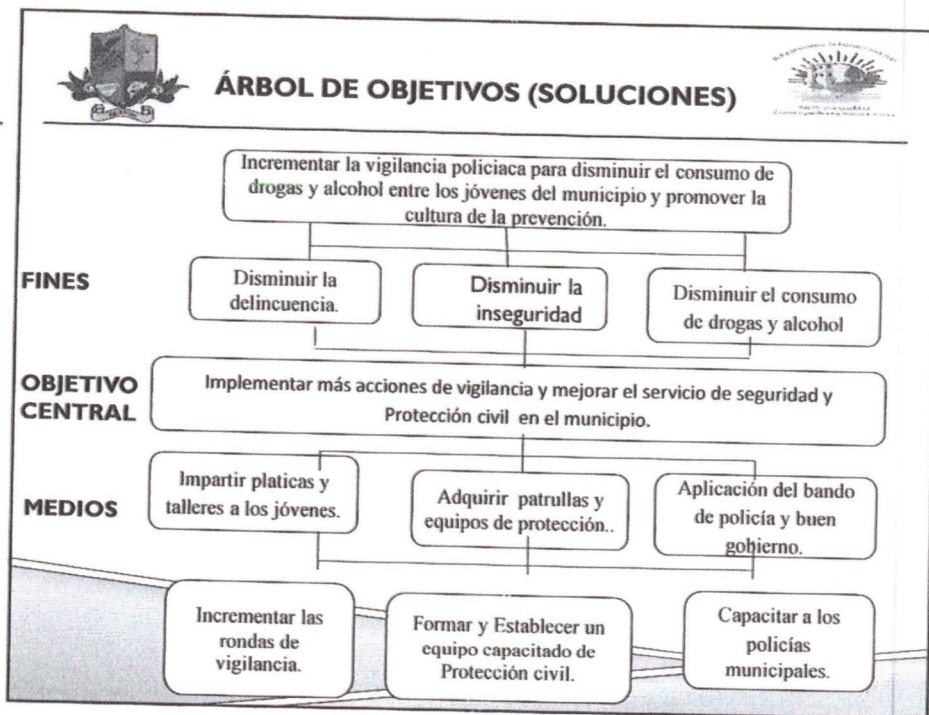 ÁRBOL DE OBJETIVOS (SOLUCIONES)
Incrementar la vigilancia policiaca para disminuir el consumo de
drogas y alcohol entre los jóvenes del municipio y promover la
cultura de la prevención.
FINES
Disminuir la
delincuencia.
Disminuir la
inseguridad
Disminuir el consumo
de drogas y alcohol
OBJETIVO
CENTRAL
Implementar más acciones de vigilancia y mejorar el servicio de seguridad y
Protección civil en el municipio.
MEDIOS
Impartir platicas y
talleres a los jóvenes.
Adquirir patrullas y
equipos de protección..
Aplicación del bando
de policía y buen
gobierno.
Incrementar las
rondas de
vigilancia.
Formar y Establecer un
equipo capacitado de
Protección civil.
Capacitar a los
policías
municipales.